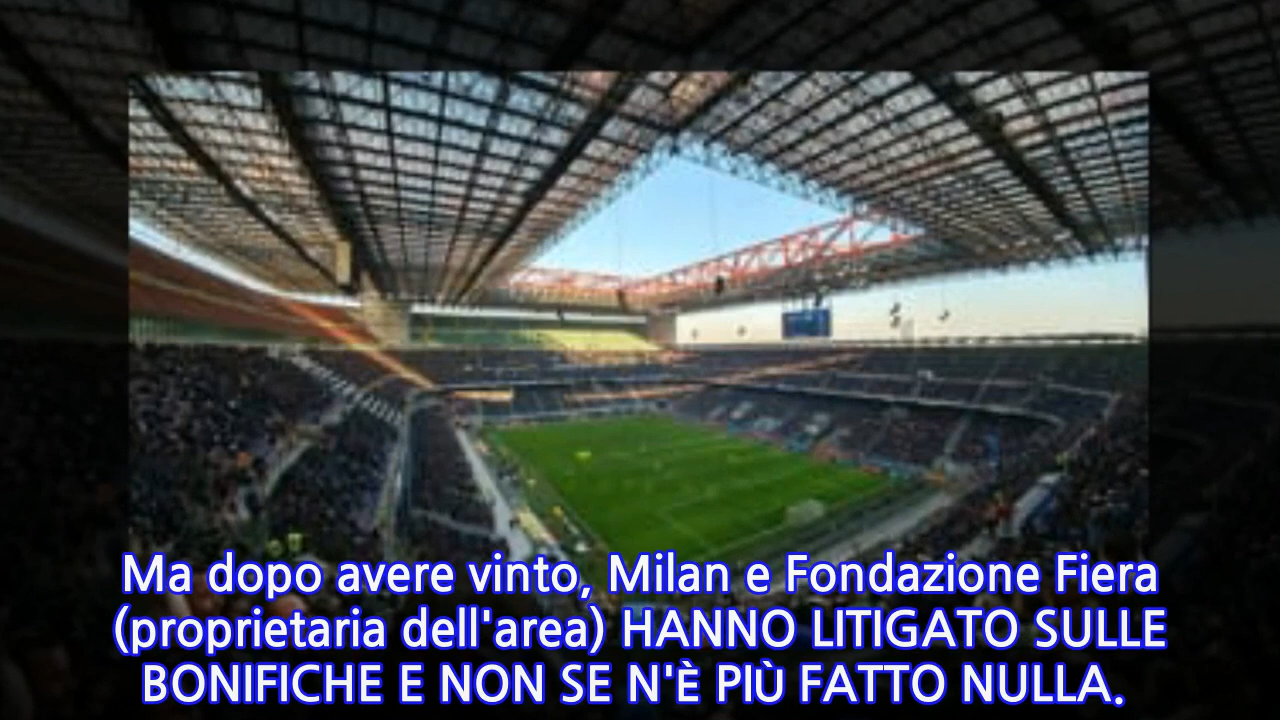 Ma dopo avere vinto, Milan e Fondazione Fiera
(proprietaria dell'area) HANNO LITIGATO SULLE
BONIFICHE E NON SE N'È PIÙ FATTO NULLA.